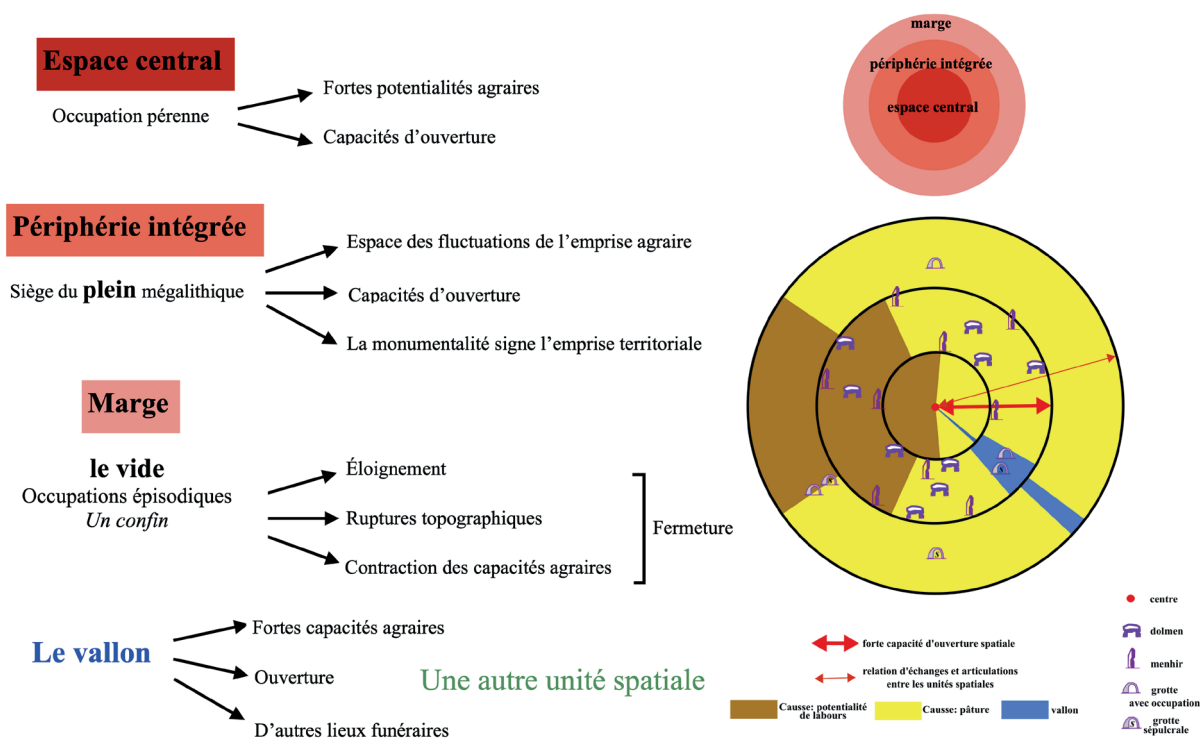 Espace central
Occupation pérenne
Fortes potentialités agraires
Capacités d'ouverture
marge
périphérie intégrée
espace central
Périphérie intégrée
Siège du plein mégalithique
Espace des fluctuations de l'emprise agraire
Capacités d'ouverture
La monumentalité signe l'emprise territoriale
Marge
le vide
Occupations épisodiques
Un confin
Éloignement
Ruptures topographiques
Contraction des capacités agraires
Fermeture
Le vallon
Fortes capacités agraires
Ouverture
D'autres lieux funéraires
Une autre unité spatiale
forte capacité d'ouverture spatiale
relation d'échanges et articulations
entre les unités spatiales
Causse: potentialité
de labours
Causse: pâture
vallon
centre
dolmen
menhir
grotte
avec occupation
grotte
sépulcrale